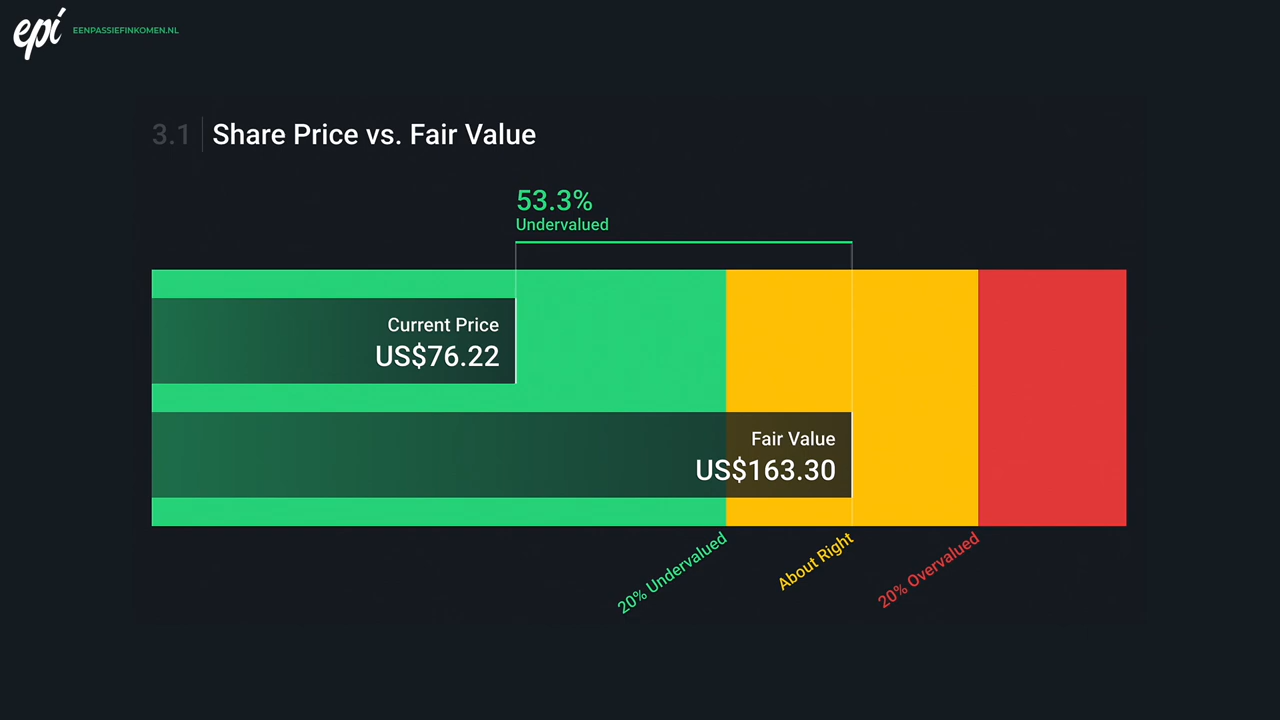 epi
EENPASSIEFINKOMEN.NL
3.1 Share Price vs. Fair Value
53.3%
Undervalued
Current Price
US$76.22
Fair Value
US$163.30
20% Undervalued
About Right
20% Overvalued